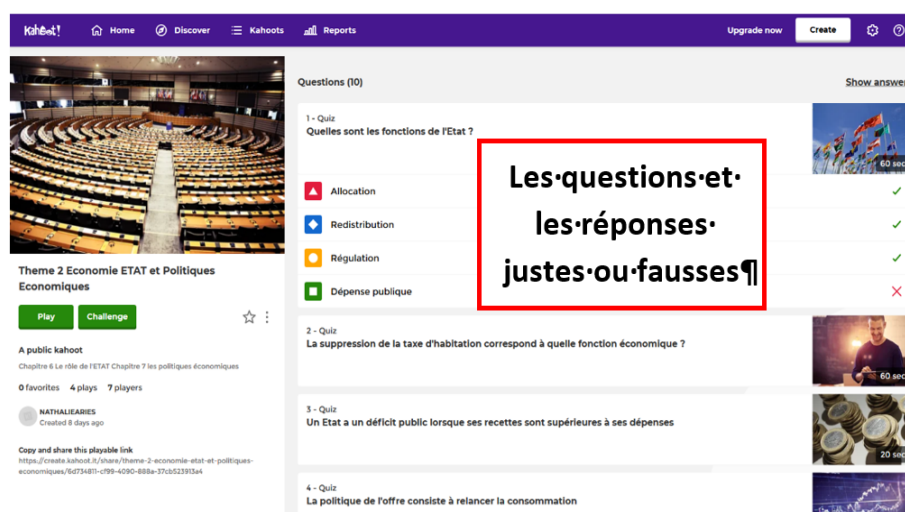 Kahoot!
Home
Discover
Kahoots
Reports
Upgrade now
Create
Theme 2 Economie ETAT et Politiques
Economiques
Play
Challenge
A public kahoot
Chapitre 6 Le rôle de l'ETAT Chapitre 7 les politiques économiques
0 favorites 4 plays 7 players
NATHALIEARIES
Created 8 days ago
Copy and share this playable link
https://create.kahoot.it/share/theme-2-economie-etat-et-politiques-
economiques/6d734811-cf99-4090-888a-37cb523913e4
Questions (10)
Show answer
1 - Quiz
Quelles sont les fonctions de l'Etat ?
60 sec
Allocation
Redistribution
Régulation
Dépense publique
Les·questions·et·
les·réponses·
justes·ou·fausses¶
2 - Quiz
La suppression de la taxe d'habitation correspond à quelle fonction économique ?
60 sec
3 - Quiz
Un Etat a un déficit public lorsque ses recettes sont supérieures à ses dépenses
20 sec
4 - Quiz
La politique de l'offre consiste à relancer la consommation